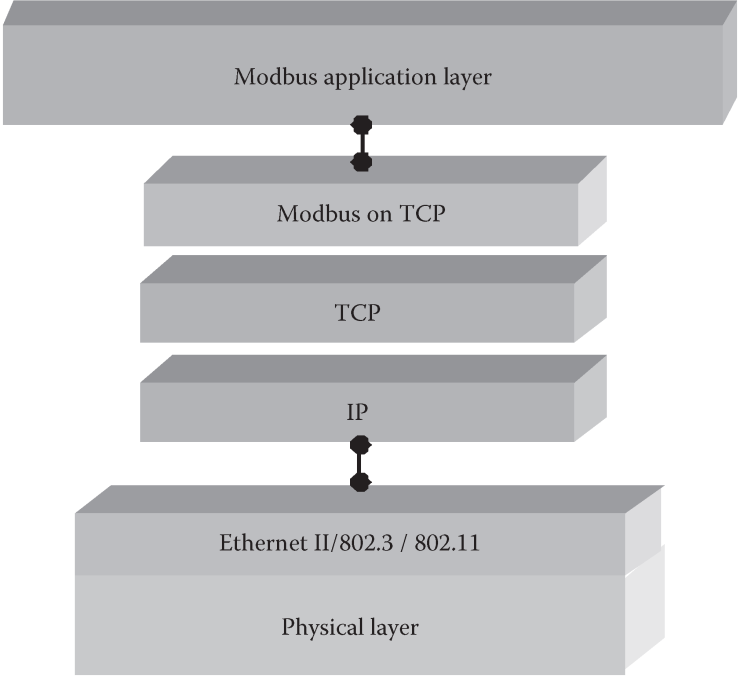 Modbus application layer
Modbus on TCP
TCP
IP
Ethernet II/802.3 / 802.11
Physical layer